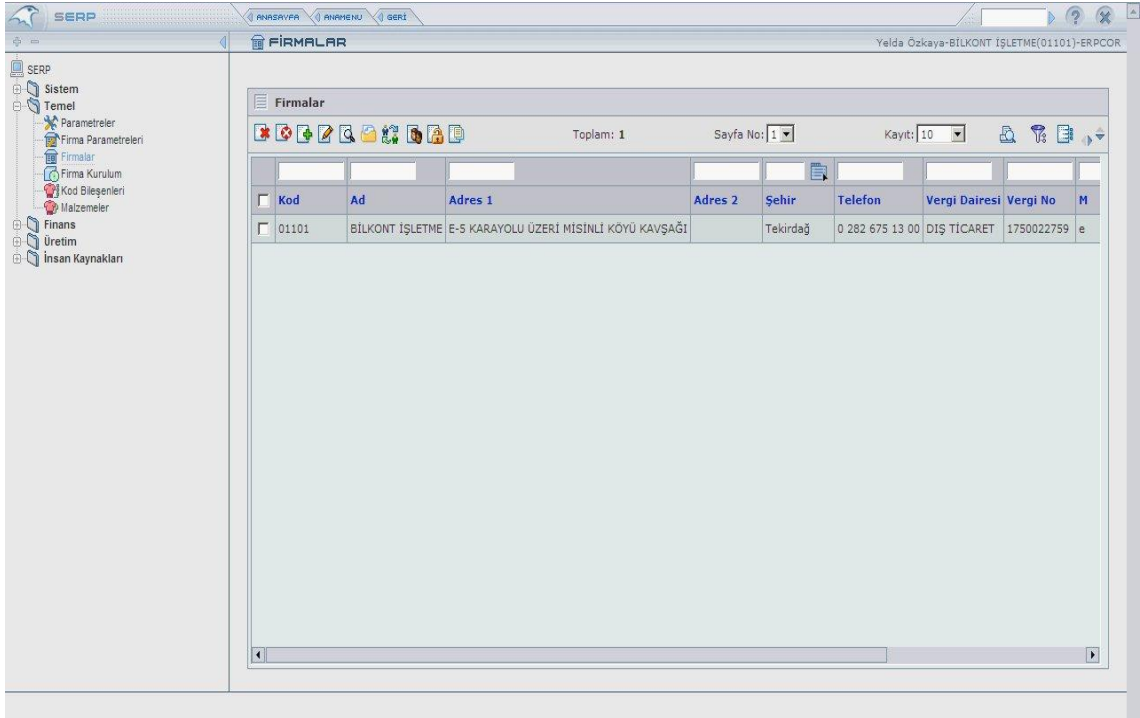 SERP
ANASAYFA ANAMENU GERİ
FİRMALAR
Yelda Özkaya-BİLKONT İŞLETME(01101)-ERPCOR
SERP
Sistem
Temel
Parametreler
Firma Parametreleri
Firmalar
Firma Kurulum
Kod Bileşenleri
Malzemeler
Finans
Üretim
İnsan Kaynakları
Firmalar
Toplam: 1 Sayfa No: 1 Kayıt: 10
Kod Ad Adres 1 Adres 2 Şehir Telefon Vergi Dairesi Vergi No M
01101 BİLKONT İŞLETME E-5 KARAYOLU ÜZERİ MİSİNLİ KÖYÜ KAVŞAĞI Tekirdağ 0 282 675 13 00 DIŞ TİCARET 1750022759 e